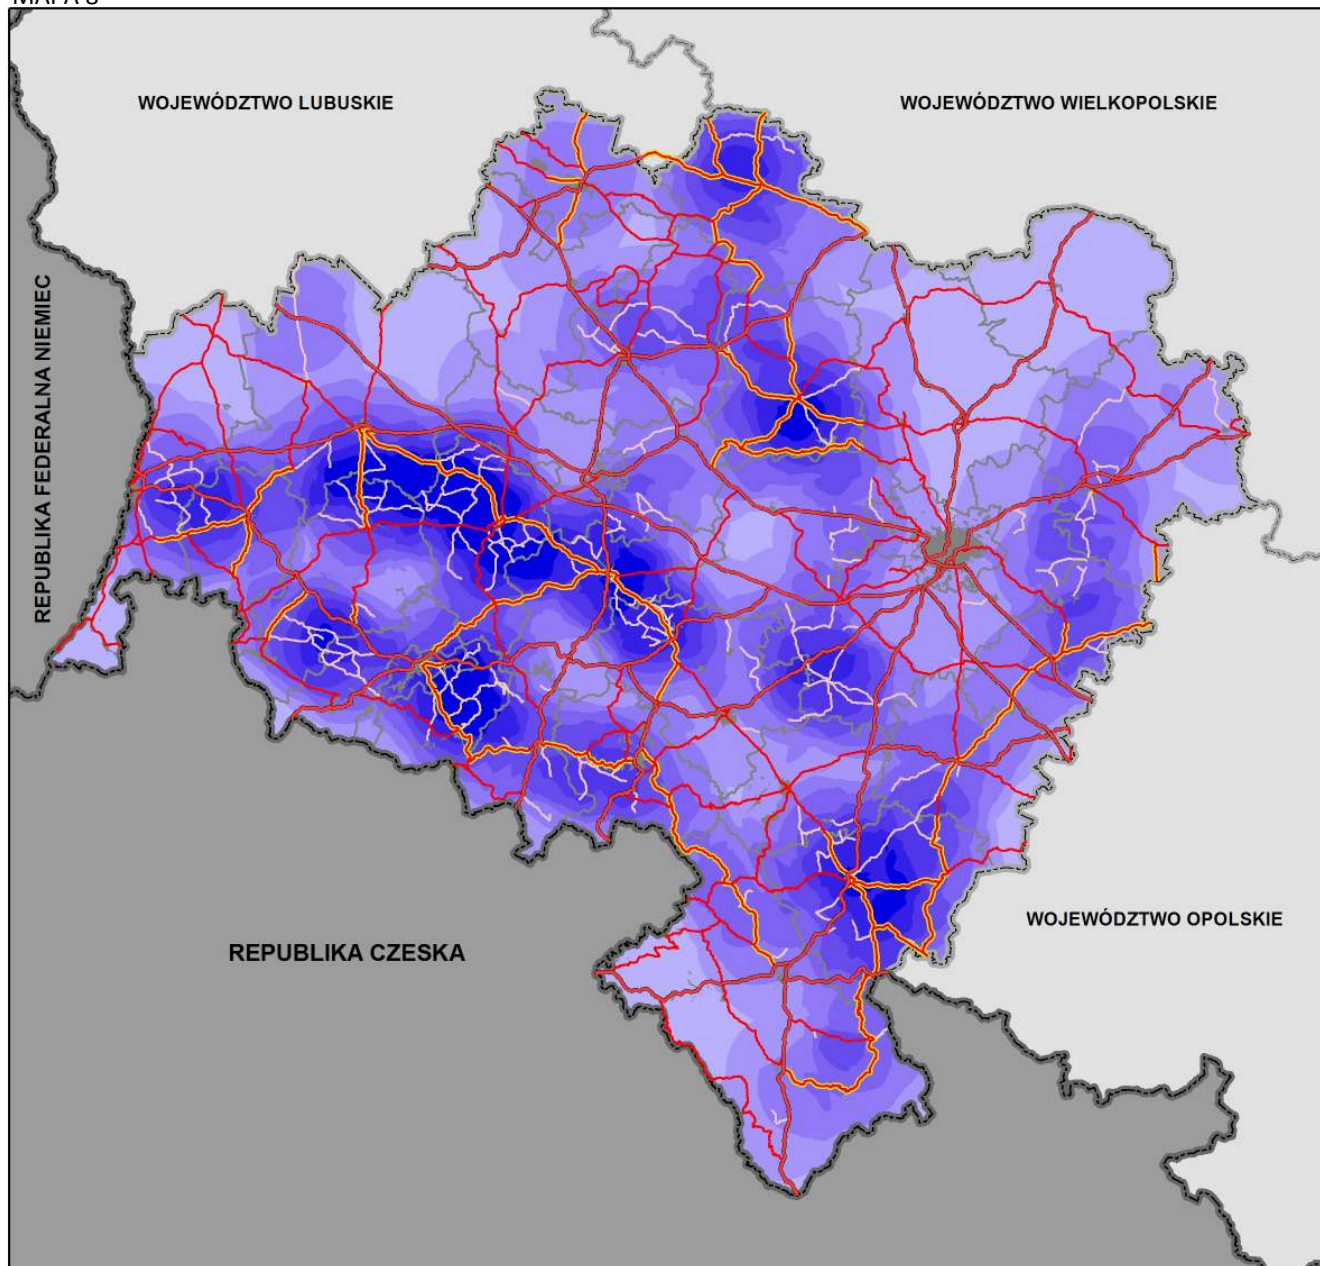 MAPA 8
WOJEWÓDZTWO LUBUSKIE
WOJEWÓDZTWO WIELKOPOLSKIE
REPUBLIKA FEDERALNA NIEMIEC
WOJEWÓDZTWO OPOLSKIE
REPUBLIKA CZESKA